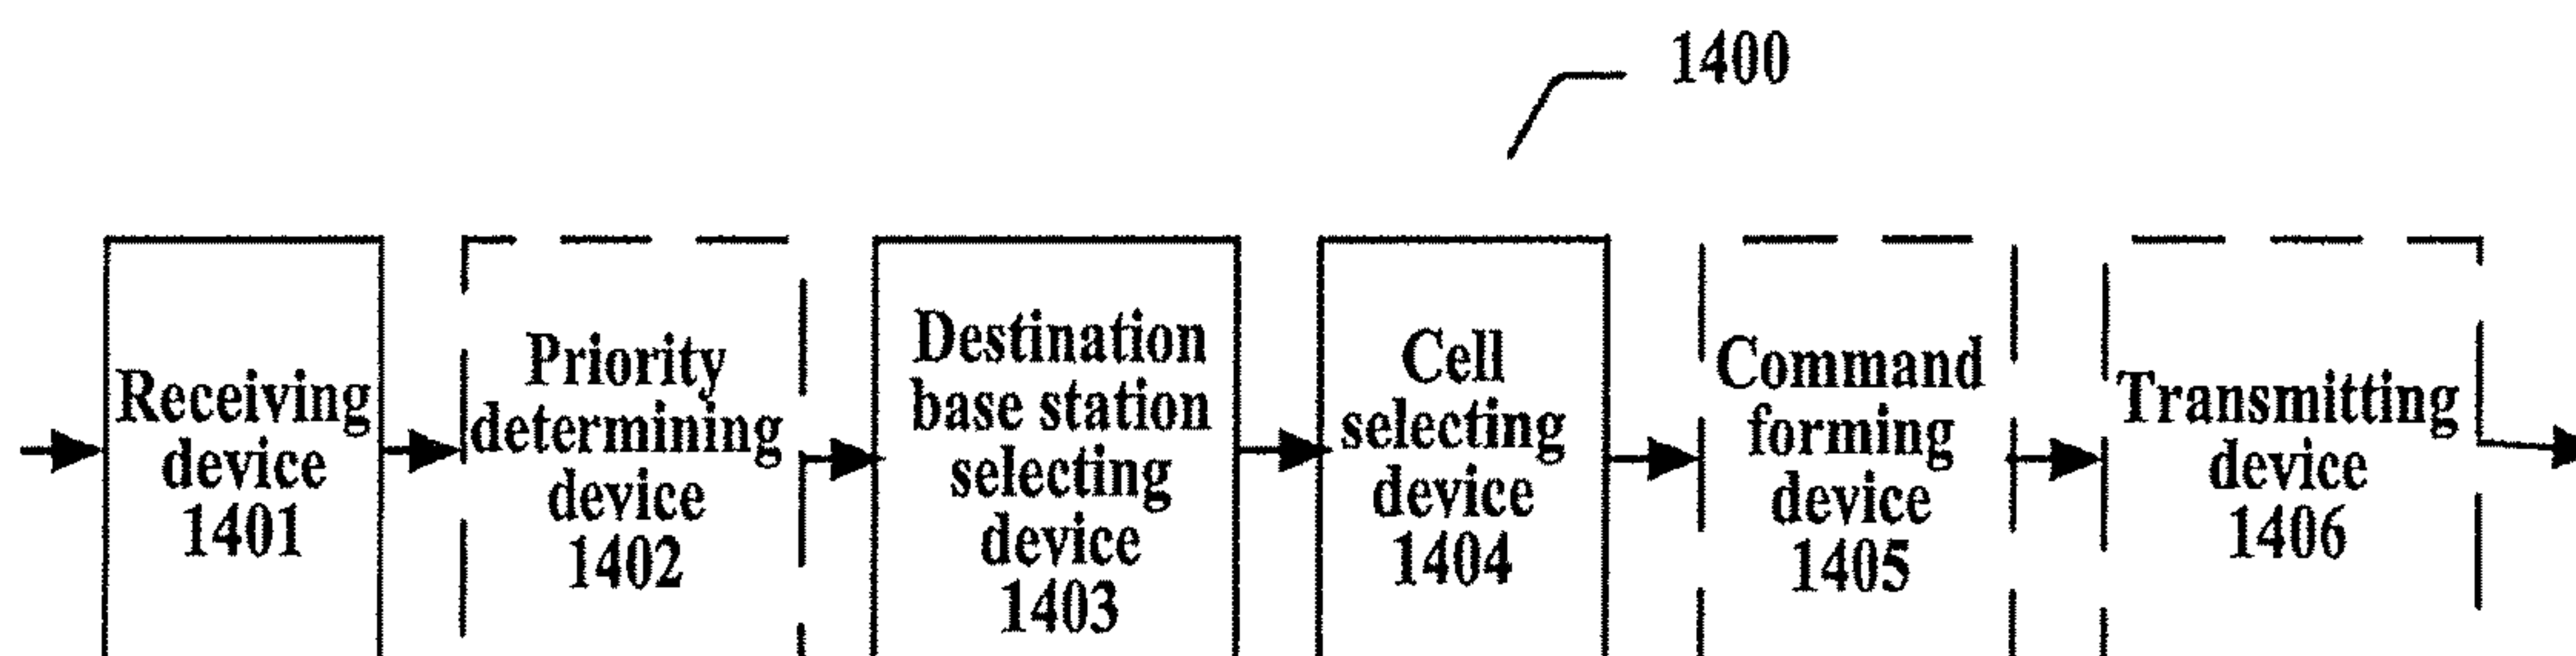 1400
Receiving
device
1401
Priority
determining
device
1402
Destination
base station
selecting
device
1403
Cell
selecting
device
1404
Command
forming
device
1405
Transmitting
device
1406